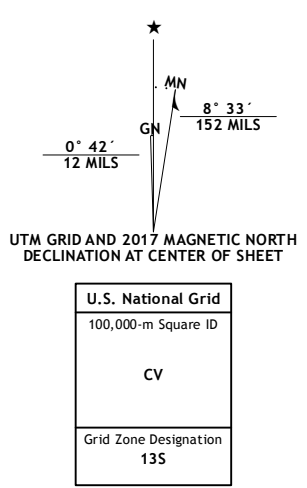 ★
MN
8° 33´
152 MILS
GN
0° 42´
12 MILS
UTM GRID AND 2017 MAGNETIC NORTH
DECLINATION AT CENTER OF SHEET
U.S. National Grid
100,000-m Square ID
CV
Grid Zone Designation
13S